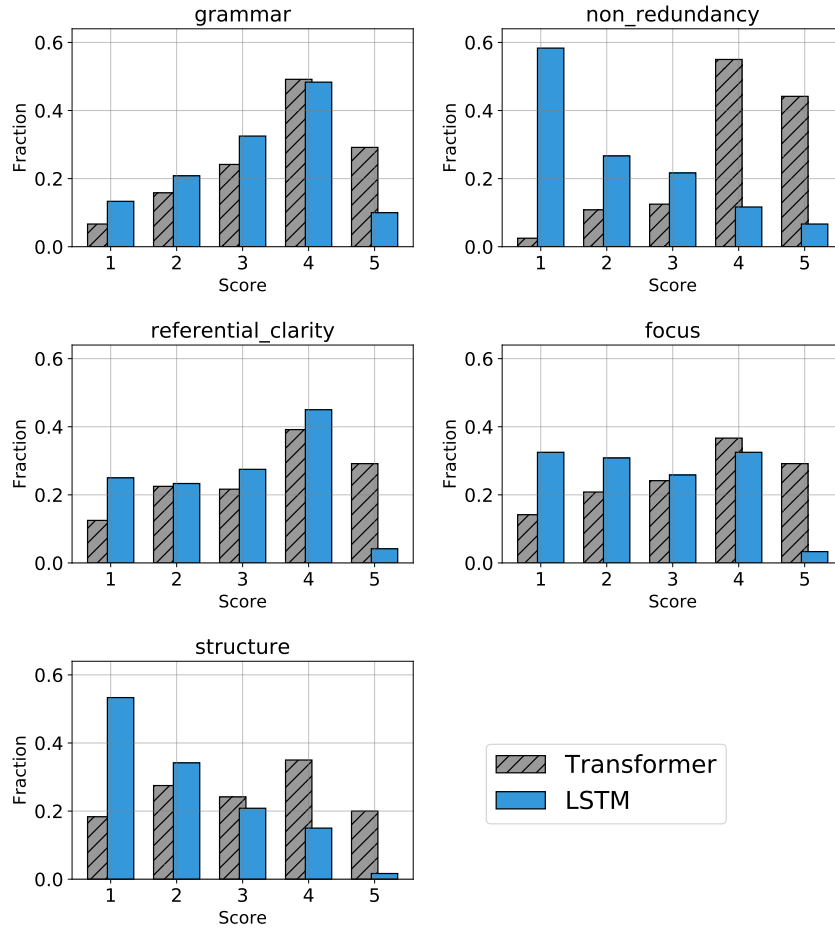 grammar
Fraction
0.6
0.4
0.2
0.0
1 2 3 4 5
Score
non_redundancy
Fraction
0.6
0.4
0.2
0.0
1 2 3 4 5
Score
referential_clarity
Fraction
0.6
0.4
0.2
0.0
1 2 3 4 5
Score
focus
Fraction
0.6
0.4
0.2
0.0
1 2 3 4 5
Score
structure
Fraction
0.6
0.4
0.2
0.0
1 2 3 4 5
Score
Transformer
LSTM